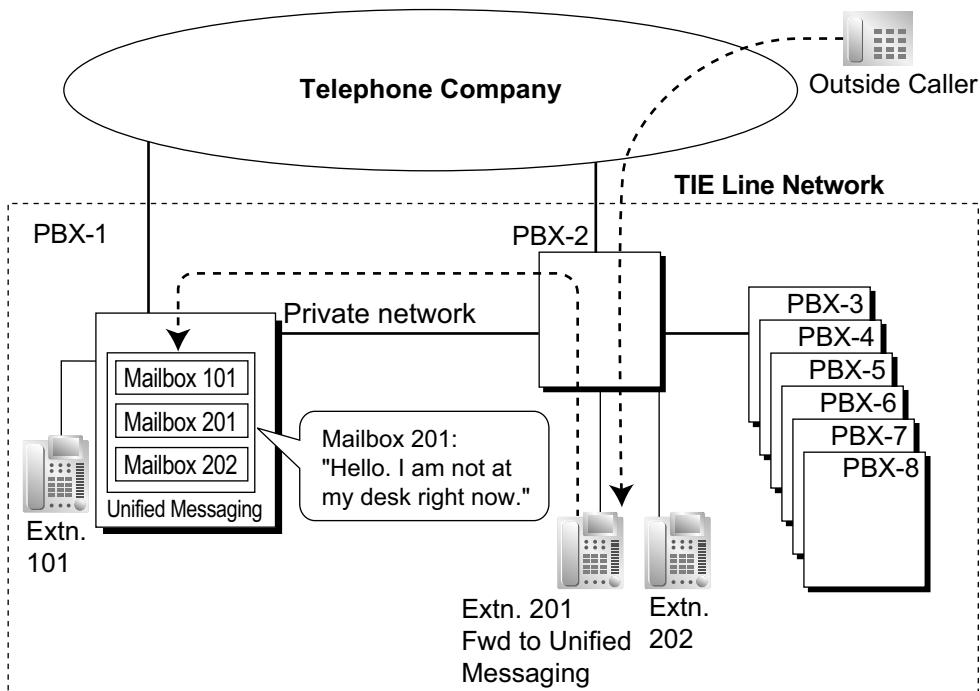 Telephone Company
Outside Caller
TIE Line Network
PBX-1
PBX-2
Private network
PBX-3
PBX-4
PBX-5
PBX-6
PBX-7
PBX-8
Mailbox 101
Mailbox 201
Mailbox 202
Unified Messaging
Mailbox 201:
"Hello. I am not at
my desk right now."
Extn.
101
Extn. 201
Fwd to Unified
Messaging
Extn.
202